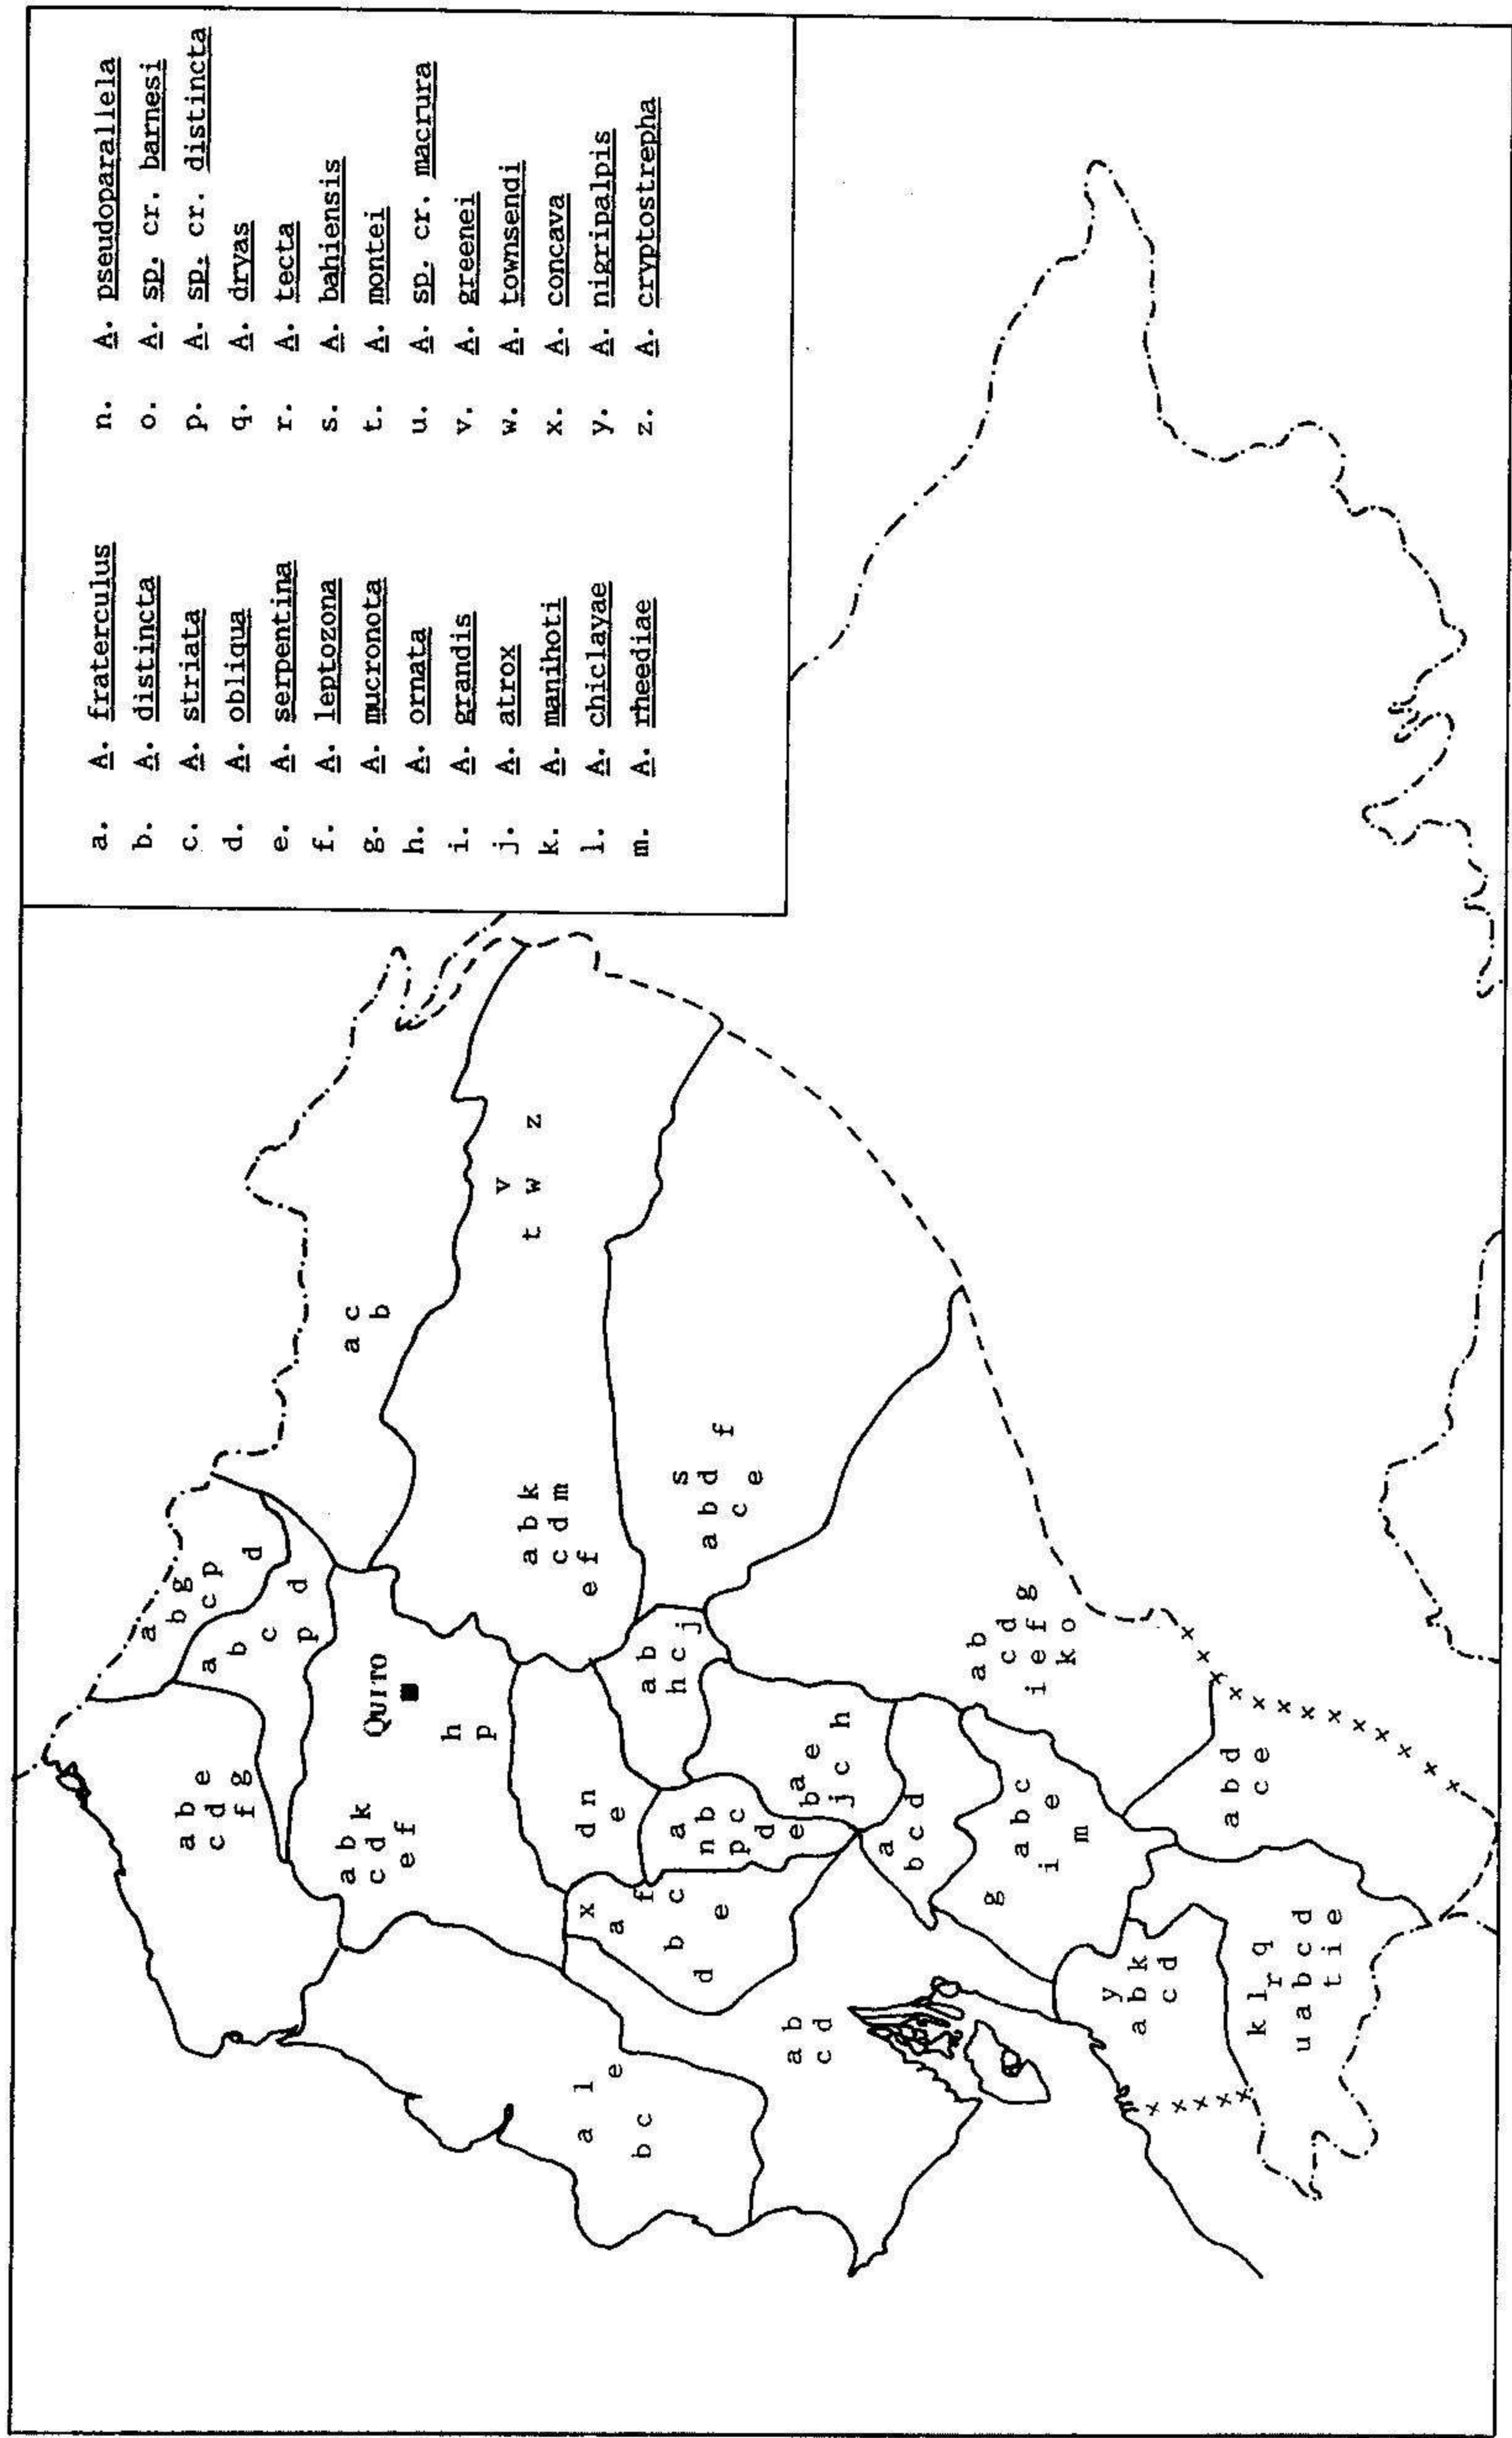 a. A. fraterculus
b. A. distincta
c. A. striata
d. A. obliqua
e. A. serpentina
f. A. leptozona
g. A. mucronota
h. A. ornata
i. A. grandis
j. A. atrox
k. A. manihoti
l. A. chiclayae
m. A. rheediae
n. A. pseudoparallela
o. A. sp. cr. barnesi
p. A. sp. cr. distincta
q. A. dryas
r. A. tecta
s. A. bahiensis
t. A. montei
u. A. sp. cr. macrura
v. A. greenei
w. A. townsendi
x. A. concava
y. A. nigripalpis
z. A. cryptostrepha
a b e
c d
f g
a
b g
c p
a
b d
c
p d
a c
b
a b k
c d
e f
QUITO
h
p
a b k
c d m
e f
v
t w z
d n
e
a b
h c j
s
a b d f
c e
x
a f
b c
d e
a
n b
p c
d
e
b a e
j c h
a l e
b c
a b
c d
a
b c d
g
a b c
i e
m
a b
c d g
i e f
k o
y
a b k
c d
k l r q
u a b c d
t i e
a b d
c e